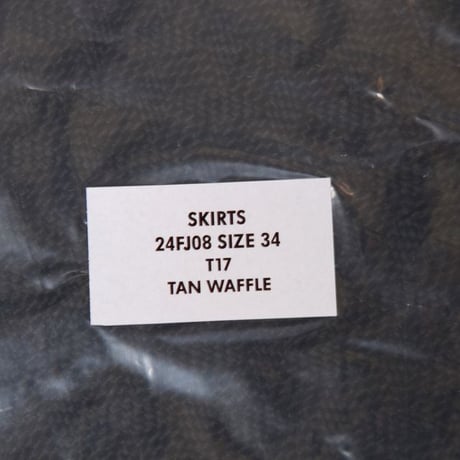 SKIRTS
24FJ08 SIZE 34
T17
TAN WAFFLE